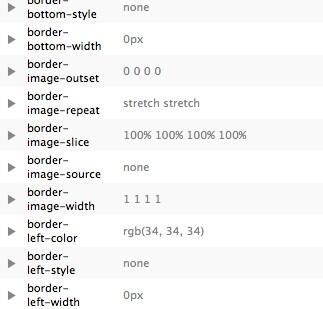 border-
bottom-style none
border-
bottom-width 0px
border-
image-outset 0 0 0 0
border-
image-repeat stretch stretch
border-
image-slice 100% 100% 100% 100%
border-
image-source none
border-
image-width 1 1 1 1
border-
left-color rgb(34, 34, 34)
border-
left-style none
border-
left-width 0px